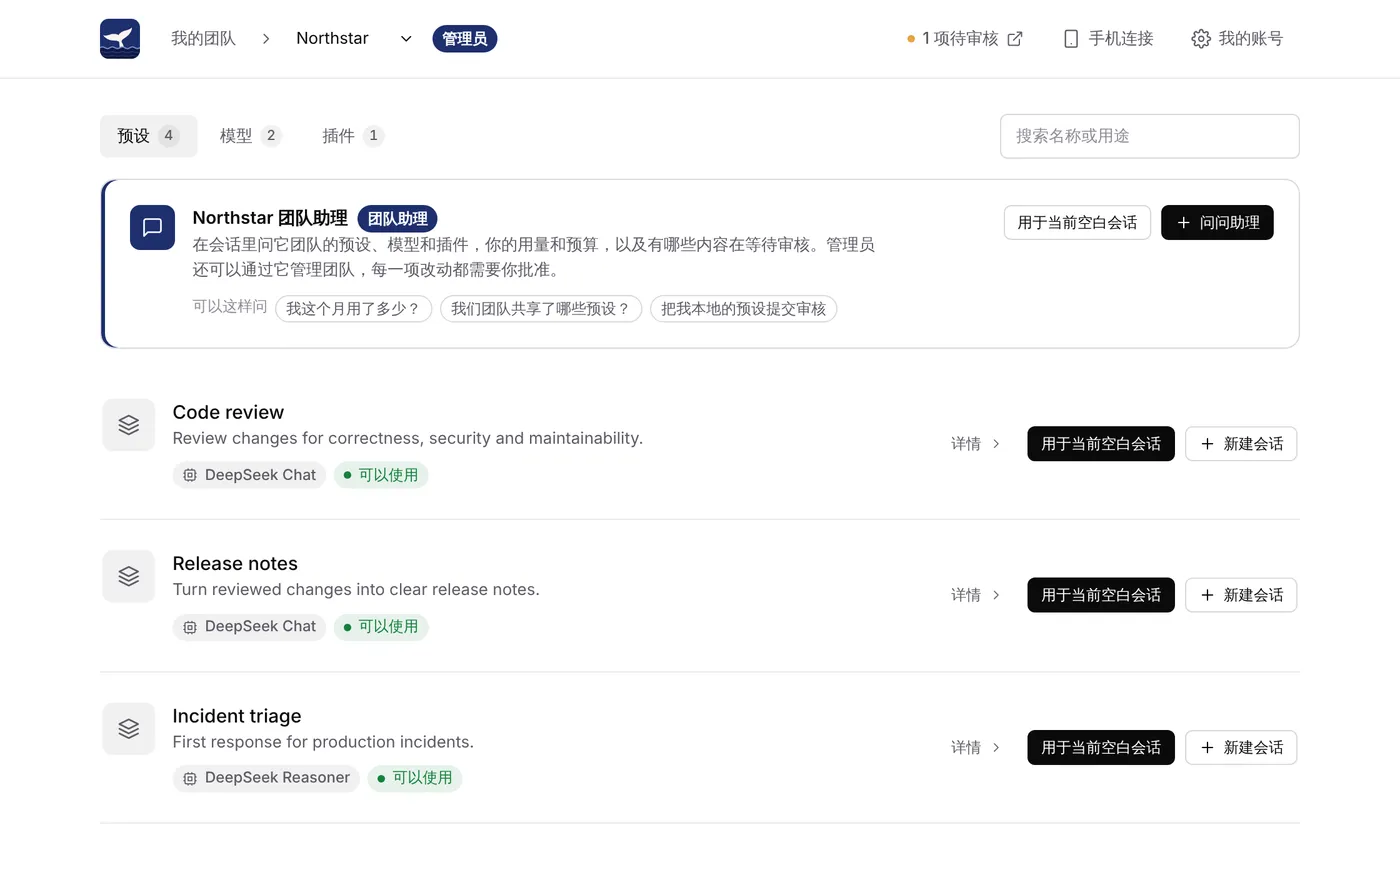 我的团队 > Northstar 管理员 1 项待审核 手机连接 我的账号
预设 4 模型 2 插件 1 搜索名称或用途
Northstar 团队助理 团队助理
在会话里问它团队的预设、模型和插件，你的用量和预算，以及有哪些内容在等待审核。管理员
还可以通过它管理团队，每一项改动都需要你批准。
用于当前空白会话 + 问问助理
可以这样问 我这个月用了多少？ 我们团队共享了哪些预设？ 把我本地的预设提交审核
Code review
Review changes for correctness, security and maintainability.
DeepSeek Chat 可以使用
详情 > 用于当前空白会话 + 新建会话
Release notes
Turn reviewed changes into clear release notes.
DeepSeek Chat 可以使用
详情 > 用于当前空白会话 + 新建会话
Incident triage
First response for production incidents.
DeepSeek Reasoner 可以使用
详情 > 用于当前空白会话 + 新建会话